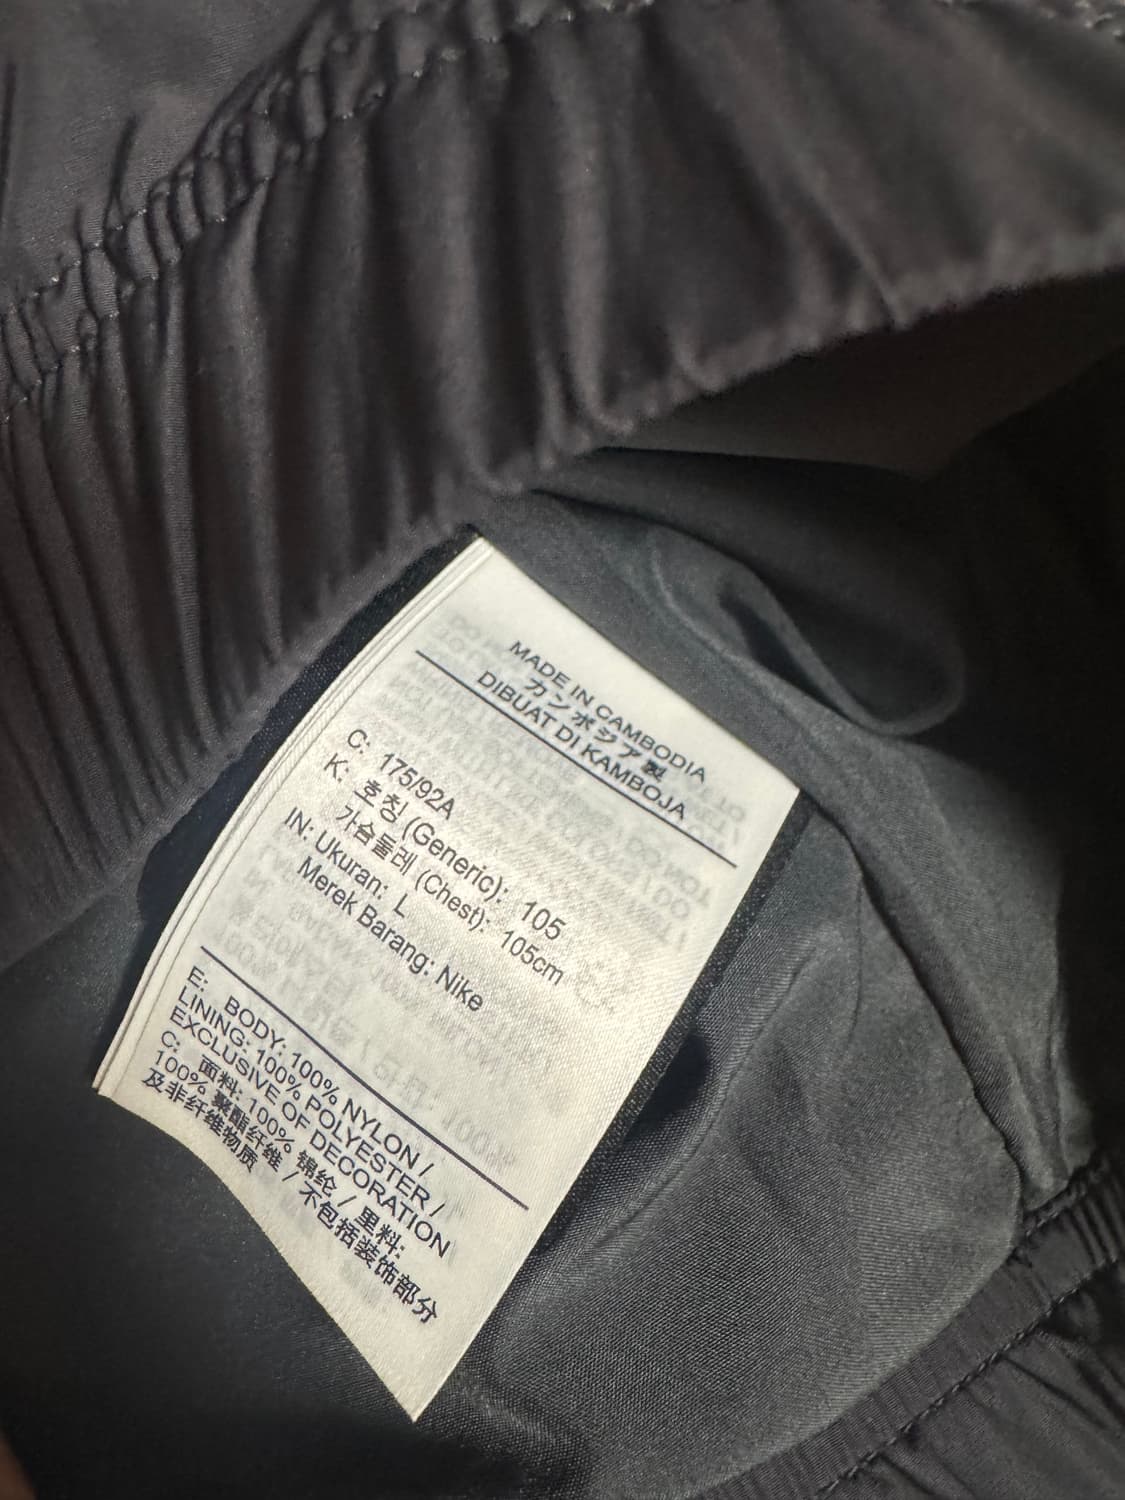 MADE IN CAMBODIA
カンボジア製
DIBUAT DI KAMBOJA
C: 175/92A
K: 호칭 (Generic): 105
가슴둘레 (Chest): 105cm
IN: Ukuran: L
Merek Barang: Nike
E: BODY: 100% NYLON /
LINING: 100% POLYESTER /
EXCLUSIVE OF DECORATION
C: 面料: 100% 锦纶 / 里料:
100% 聚酯纤维 / 不包括装饰部分
及非纤维物质